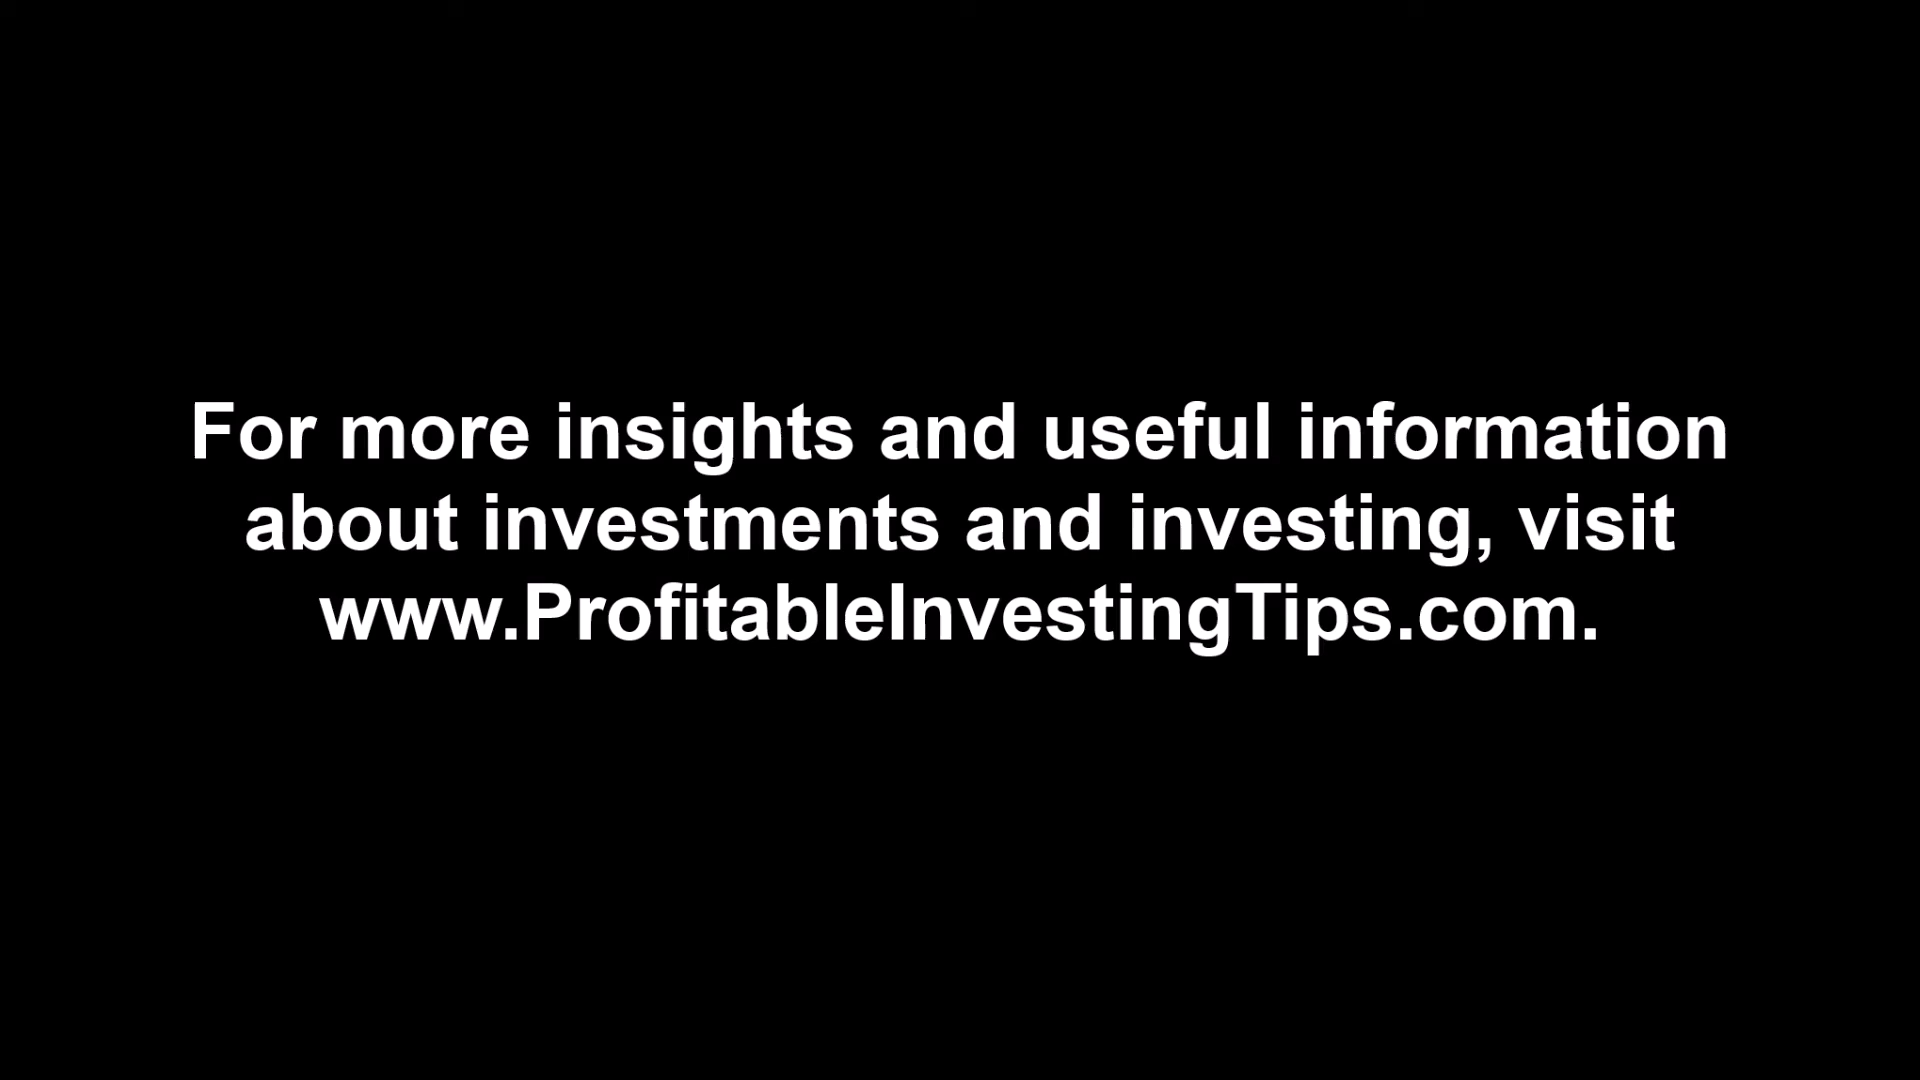 For more insights and useful information
about investments and investing, visit
www.ProfitableInvestingTips.com.